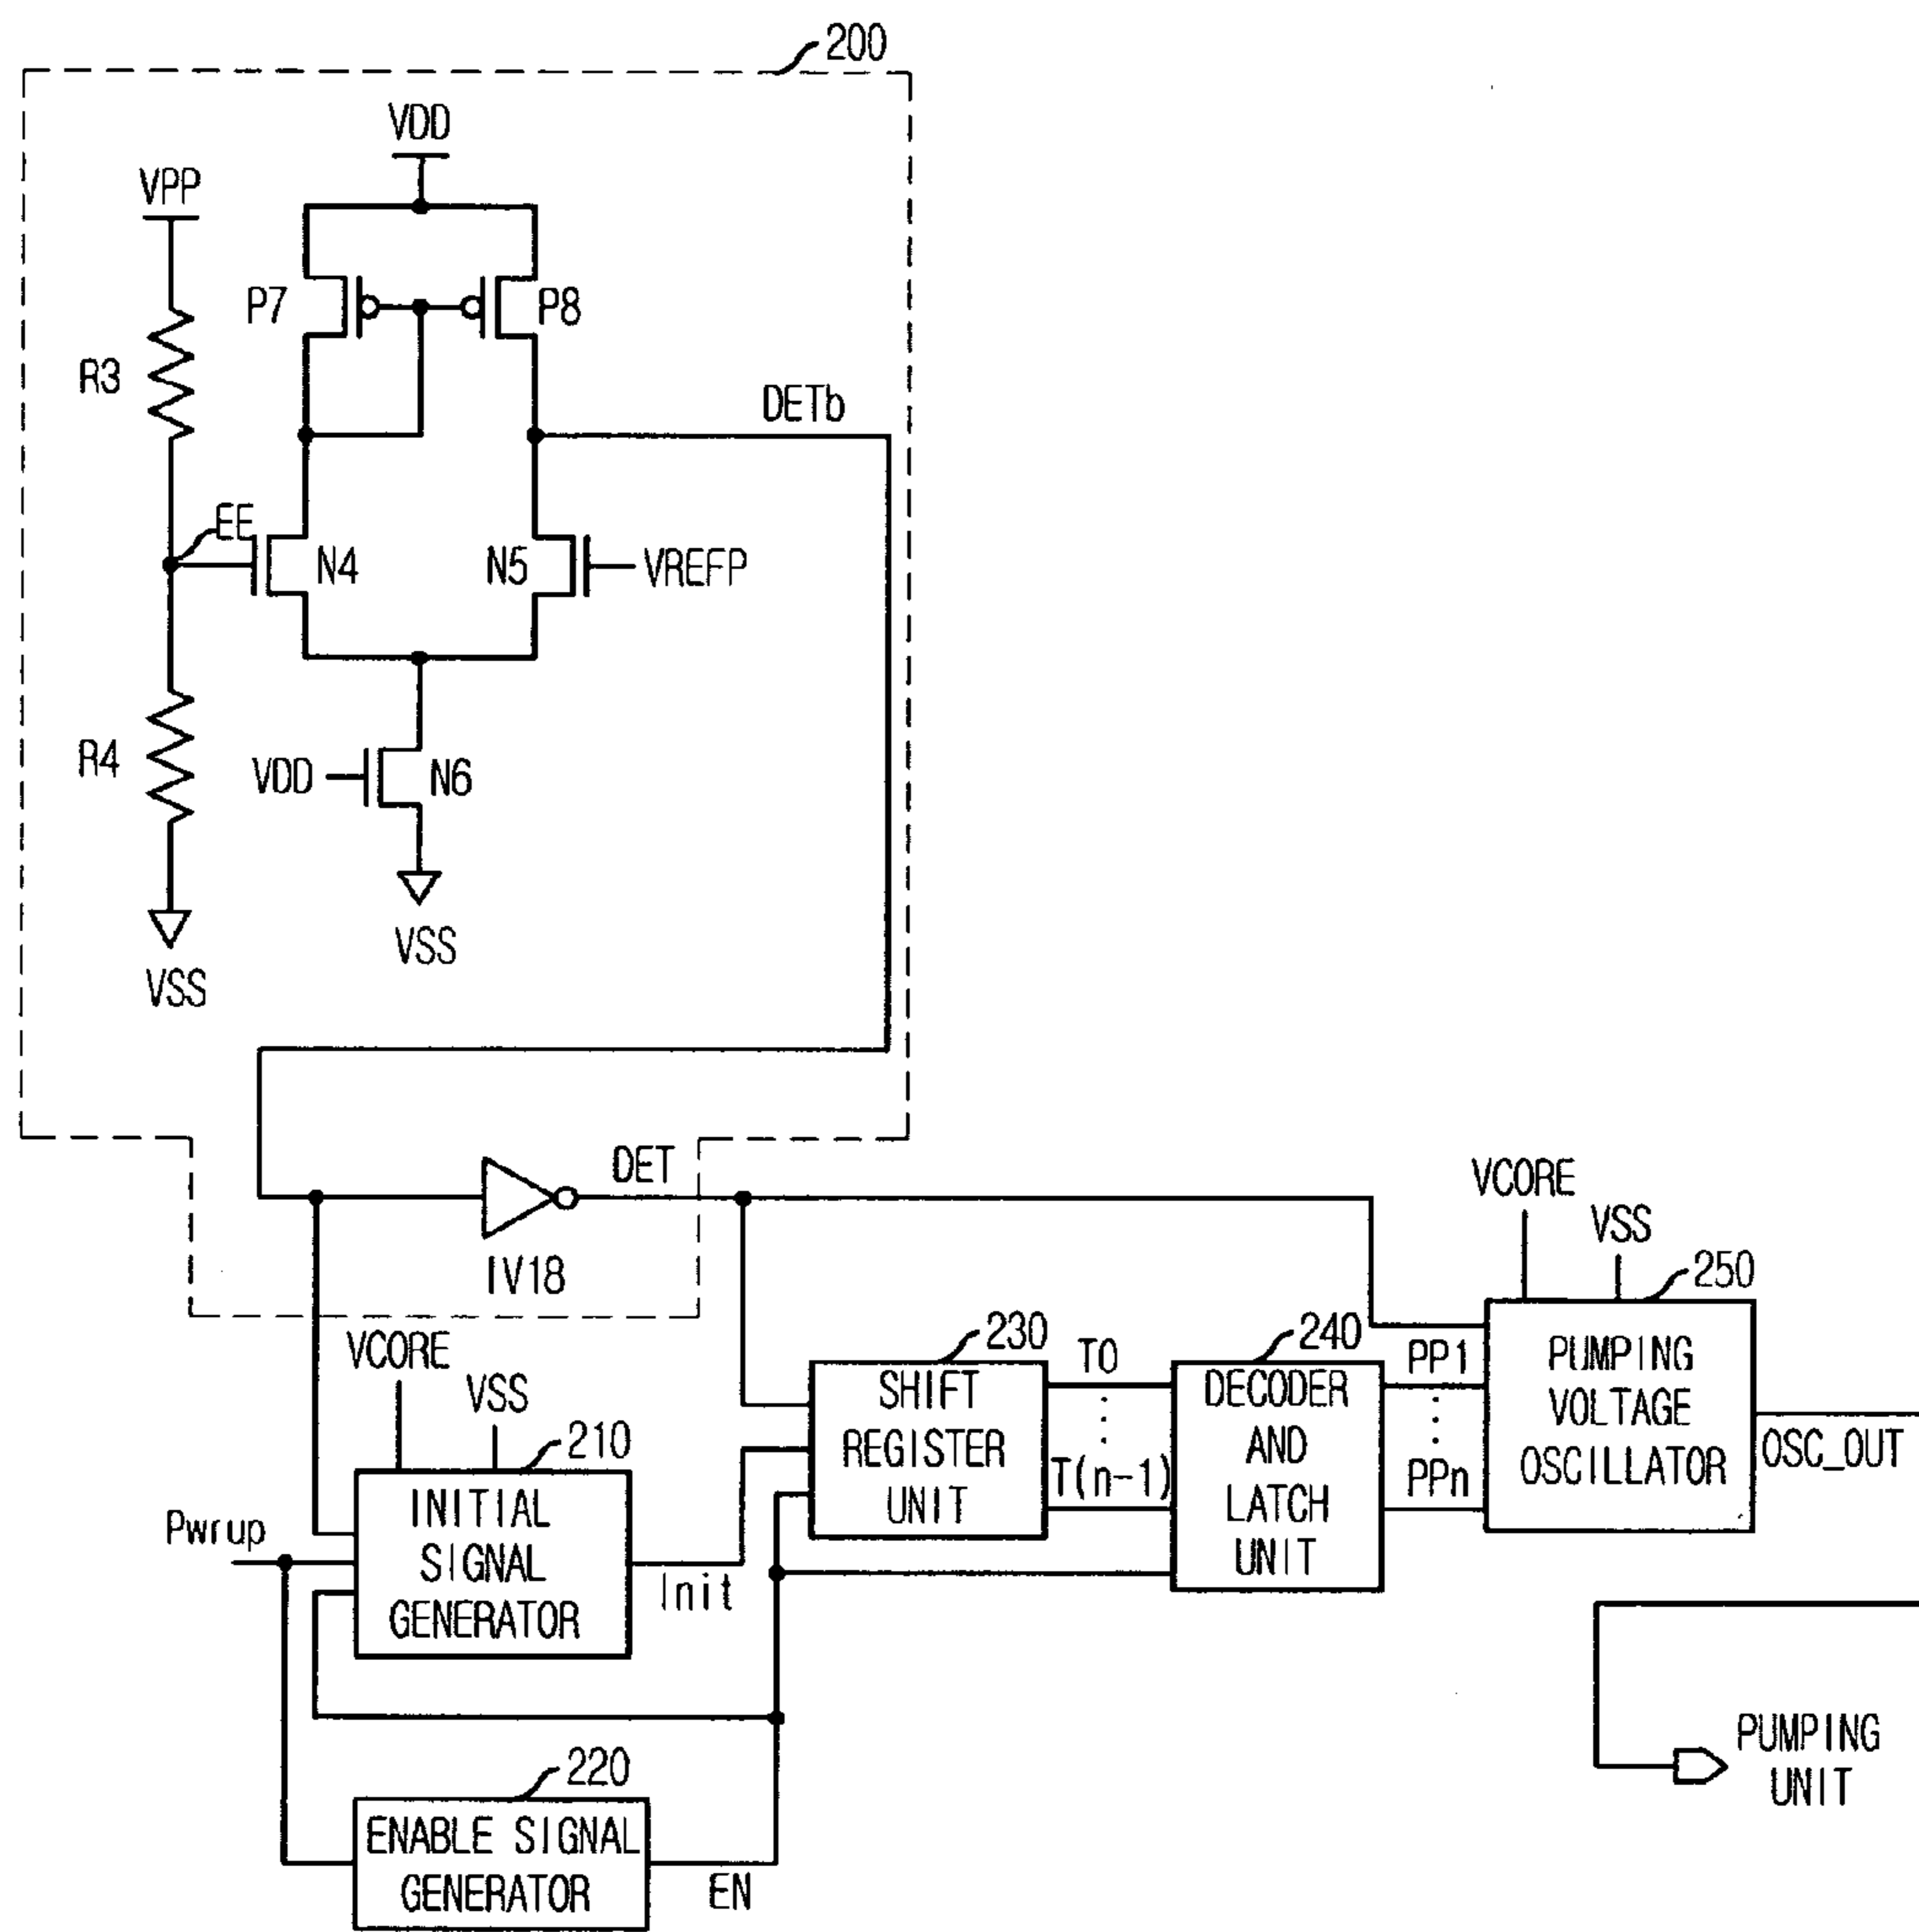 200
VDD
VPP
P7
P8
R3
DETb
EE
N4
N5
VREFP
R4
VDD
N6
VSS
VSS
DET
IV18
VCORE
VSS
250
PUMPING
VOLTAGE
OSCILLATOR
OSC_OUT
VCORE
VSS
210
INITIAL
SIGNAL
GENERATOR
Pwrup
Init
230
SHIFT
REGISTER
UNIT
T0
T(n-1)
240
DECODER
AND
LATCH
UNIT
PP1
PPn
220
ENABLE SIGNAL
GENERATOR
EN
PUMPING
UNIT